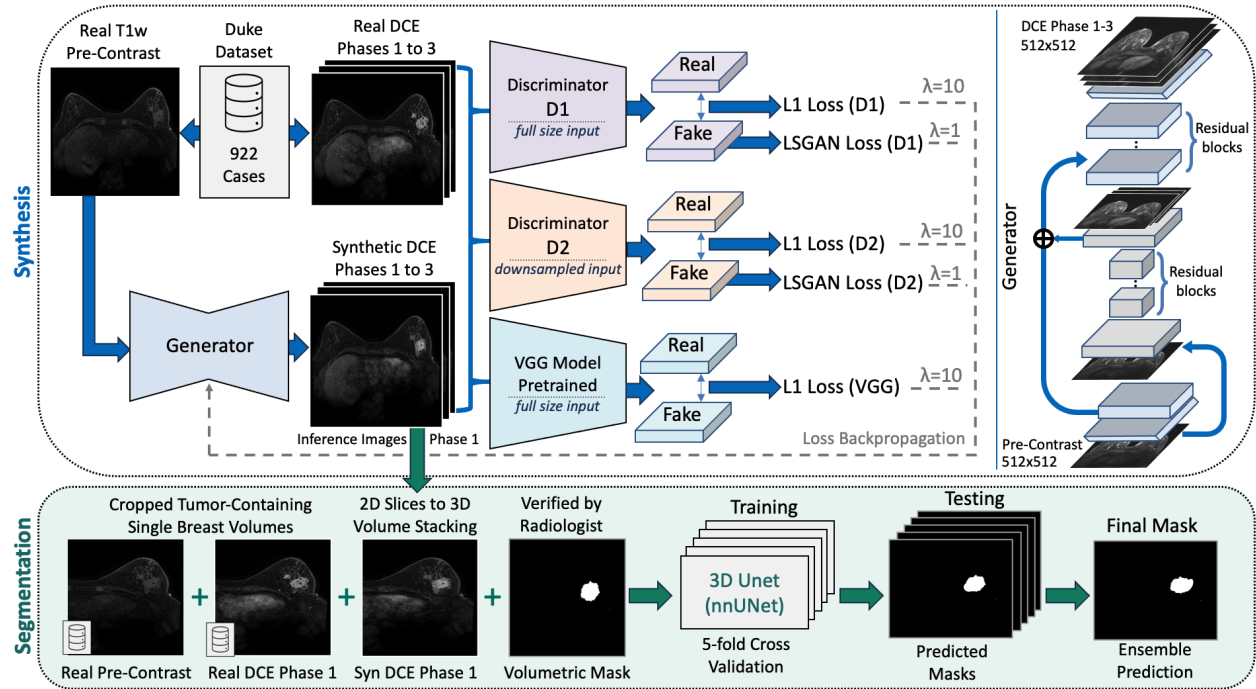 Synthesis
Real T1w
Pre-Contrast
Duke
Dataset
922
Cases
Real DCE
Phases 1 to 3
Synthetic DCE
Phases 1 to 3
Generator
Inference Images
Phase 1
Discriminator
D1
full size input
Real
Fake
L1 Loss (D1)
λ=10
LSGAN Loss (D1)
λ=1
Discriminator
D2
downsampled input
Real
Fake
L1 Loss (D2)
λ=10
LSGAN Loss (D2)
λ=1
VGG Model
Pretrained
full size input
Real
Fake
L1 Loss (VGG)
λ=10
Loss Backpropagation
Generator
DCE Phase 1-3
512x512
Residual
blocks
Residual
blocks
Pre-Contrast
512x512
Segmentation
Cropped Tumor-Containing
Single Breast Volumes
2D Slices to 3D
Volume Stacking
Verified by
Radiologist
Training
Testing
Final Mask
+
+
+
3D Unet
(nnUNet)
Real Pre-Contrast
Real DCE Phase 1
Syn DCE Phase 1
Volumetric Mask
5-fold Cross
Validation
Predicted
Masks
Ensemble
Prediction